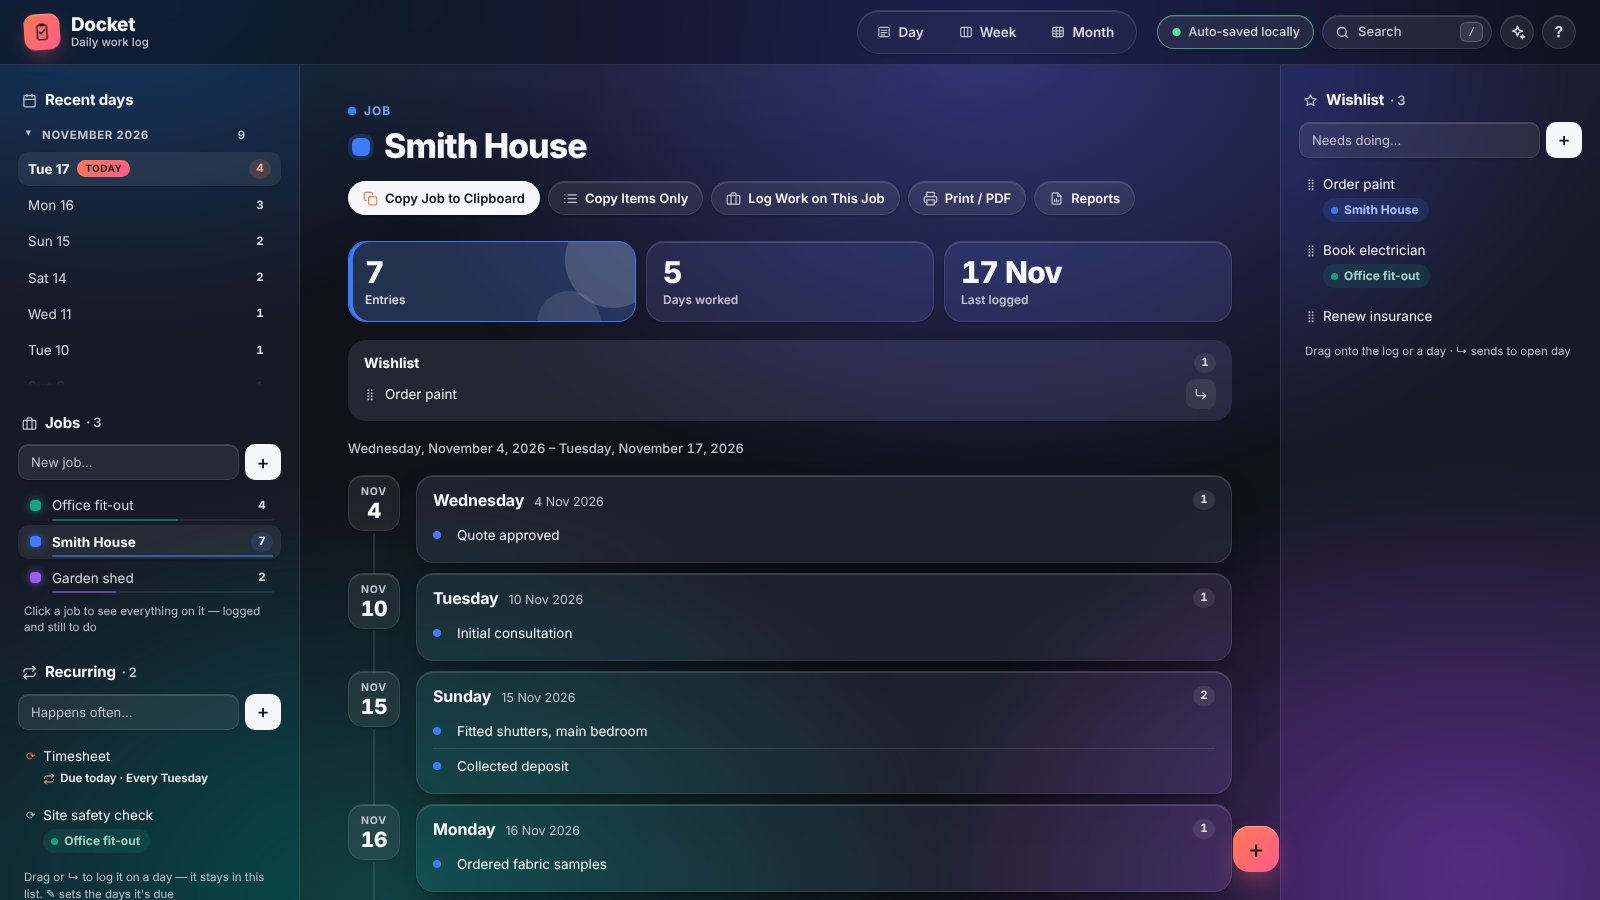 Docket
Daily work log
Day
Week
Month
Auto-saved locally
Search
/
?
Recent days
NOVEMBER 2026
9
Tue 17 TODAY 4
Mon 16 3
Sun 15 2
Sat 14 2
Wed 11 1
Tue 10 1
Jobs · 3
New job...
+
Office fit-out 4
Smith House 7
Garden shed 2
Click a job to see everything on it — logged
and still to do
Recurring · 2
Happens often...
+
Timesheet
Due today · Every Tuesday
Site safety check
Office fit-out
Drag or ↪ to log it on a day — it stays in this
list. ✎ sets the days it's due
JOB
Smith House
Copy Job to Clipboard
Copy Items Only
Log Work on This Job
Print / PDF
Reports
7
Entries
5
Days worked
17 Nov
Last logged
Wishlist 1
Order paint
Wednesday, November 4, 2026 – Tuesday, November 17, 2026
NOV
4
Wednesday 4 Nov 2026 1
Quote approved
NOV
10
Tuesday 10 Nov 2026 1
Initial consultation
NOV
15
Sunday 15 Nov 2026 2
Fitted shutters, main bedroom
Collected deposit
NOV
16
Monday 16 Nov 2026 1
Ordered fabric samples
+
Wishlist · 3
Needs doing...
+
Order paint
Smith House
Book electrician
Office fit-out
Renew insurance
Drag onto the log or a day · ↪ sends to open day